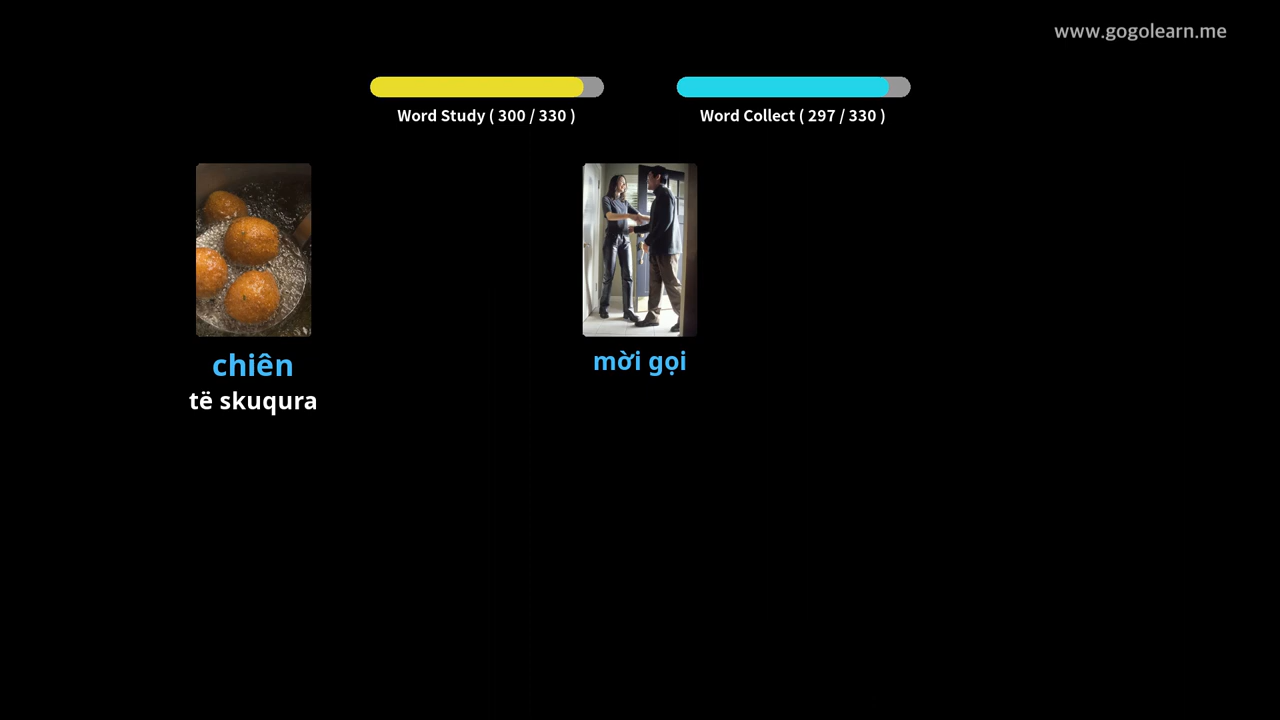 www.gogolearn.me
Word Study ( 300 / 330 )
Word Collect ( 297 / 330 )
chiên
të skuqura
mời gọi